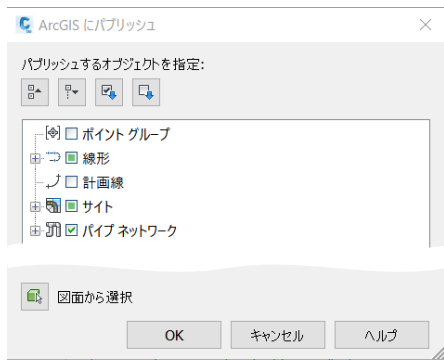 ArcGIS にパブリッシュ
パブリッシュするオブジェクトを指定:
ポイント グループ
線形
計画線
サイト
パイプ ネットワーク
図面から選択
OK キャンセル ヘルプ